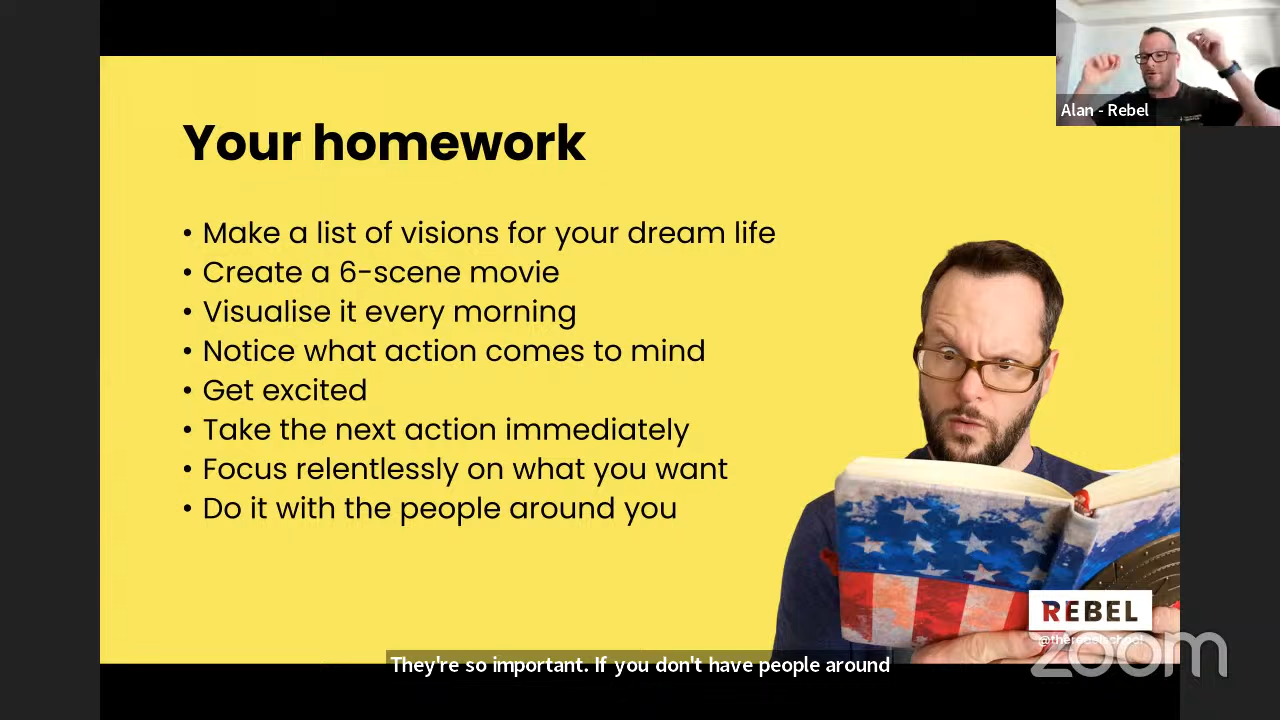 Alan - Rebel
Your homework
• Make a list of visions for your dream life
• Create a 6-scene movie
• Visualise it every morning
• Notice what action comes to mind
• Get excited
• Take the next action immediately
• Focus relentlessly on what you want
• Do it with the people around you
REBEL
@therebelschool
zoom
They're so important. If you don't have people around